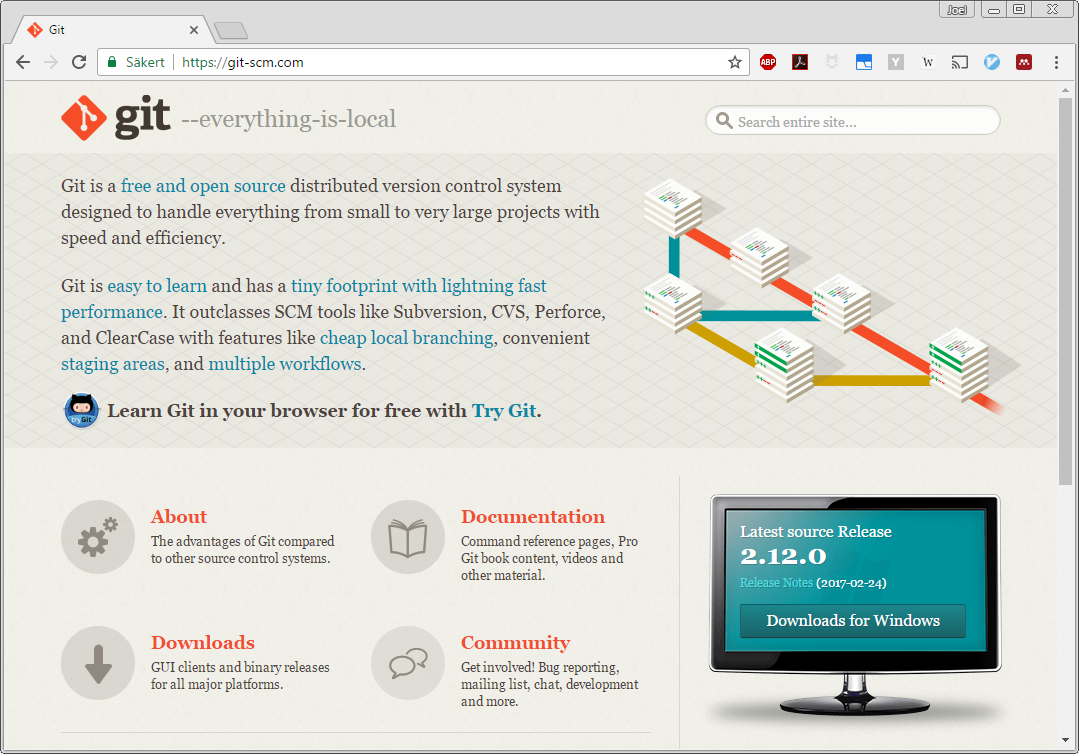 Joel
Git
Säkert
https://git-scm.com
ABP
Y
W
git --everything-is-local
Search entire site...
Git is a free and open source distributed version control system
designed to handle everything from small to very large projects with
speed and efficiency.
Git is easy to learn and has a tiny footprint with lightning fast
performance. It outclasses SCM tools like Subversion, CVS, Perforce,
and ClearCase with features like cheap local branching, convenient
staging areas, and multiple workflows.
tryGit
Learn Git in your browser for free with Try Git.
About
The advantages of Git compared
to other source control systems.
Documentation
Command reference pages, Pro
Git book content, videos and
other material.
Downloads
GUI clients and binary releases
for all major platforms.
Community
Get involved! Bug reporting,
mailing list, chat, development
and more.
Latest source Release
2.12.0
Release Notes (2017-02-24)
Downloads for Windows